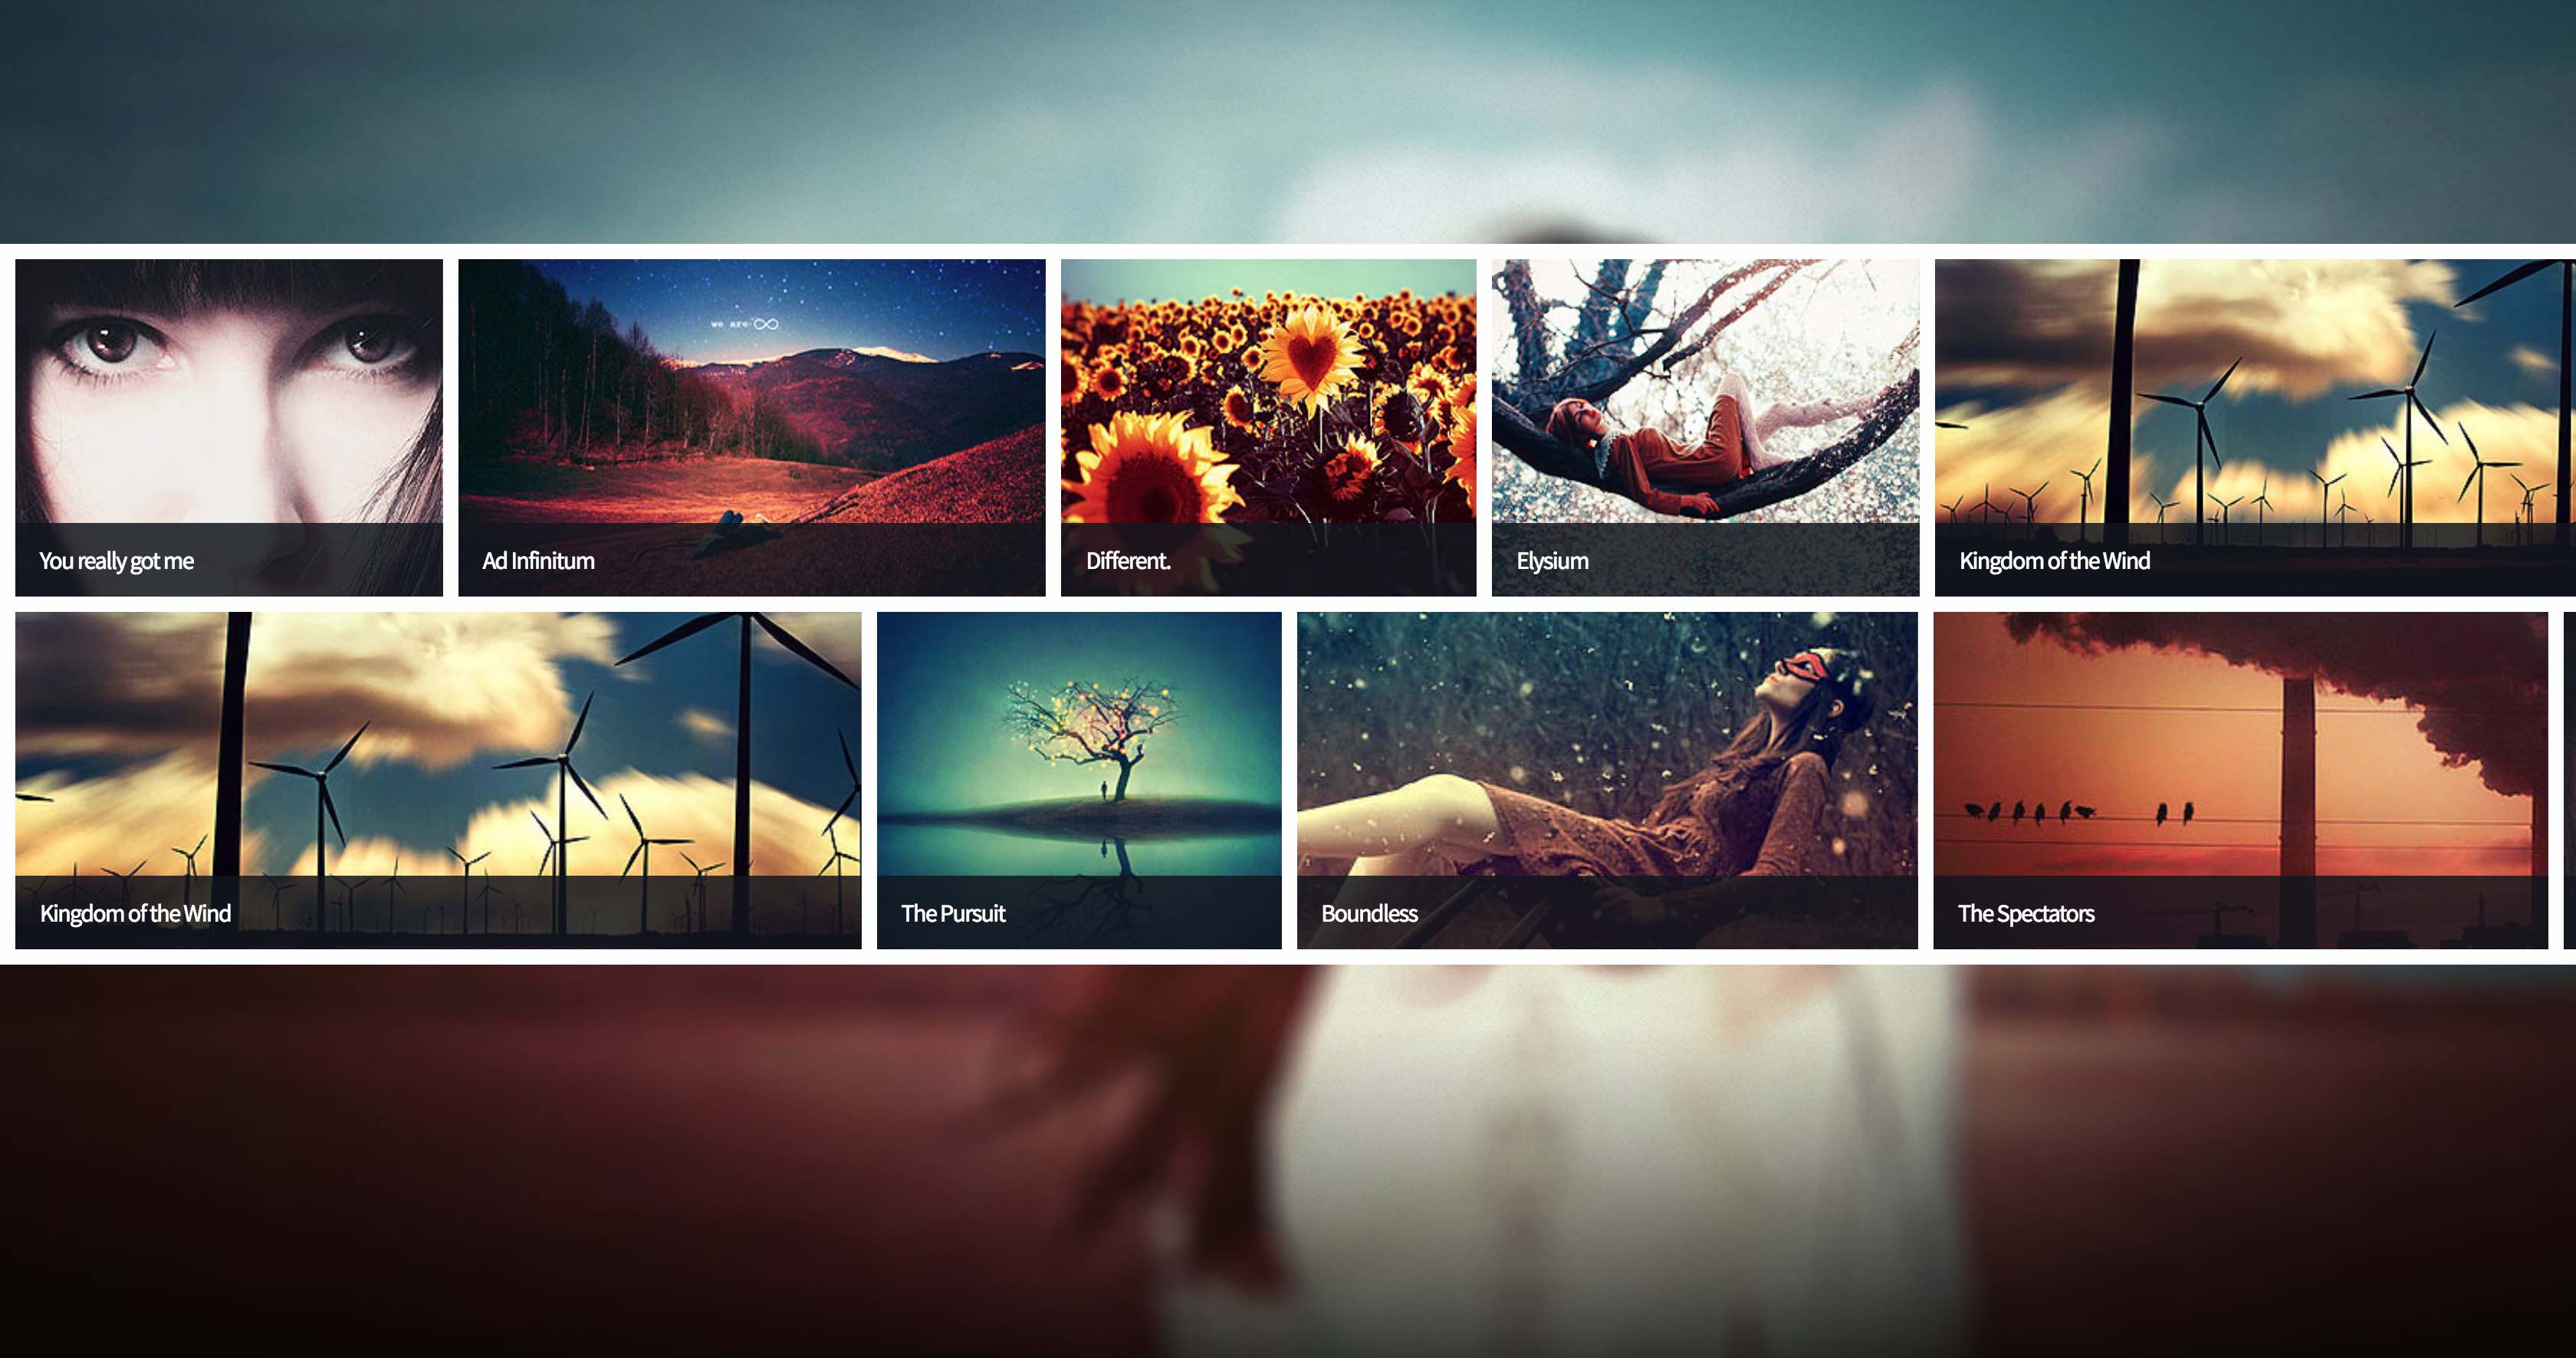 we are ∞
You really got me
Ad Infinitum
Different.
Elysium
Kingdom of the Wind
Kingdom of the Wind
The Pursuit
Boundless
The Spectators